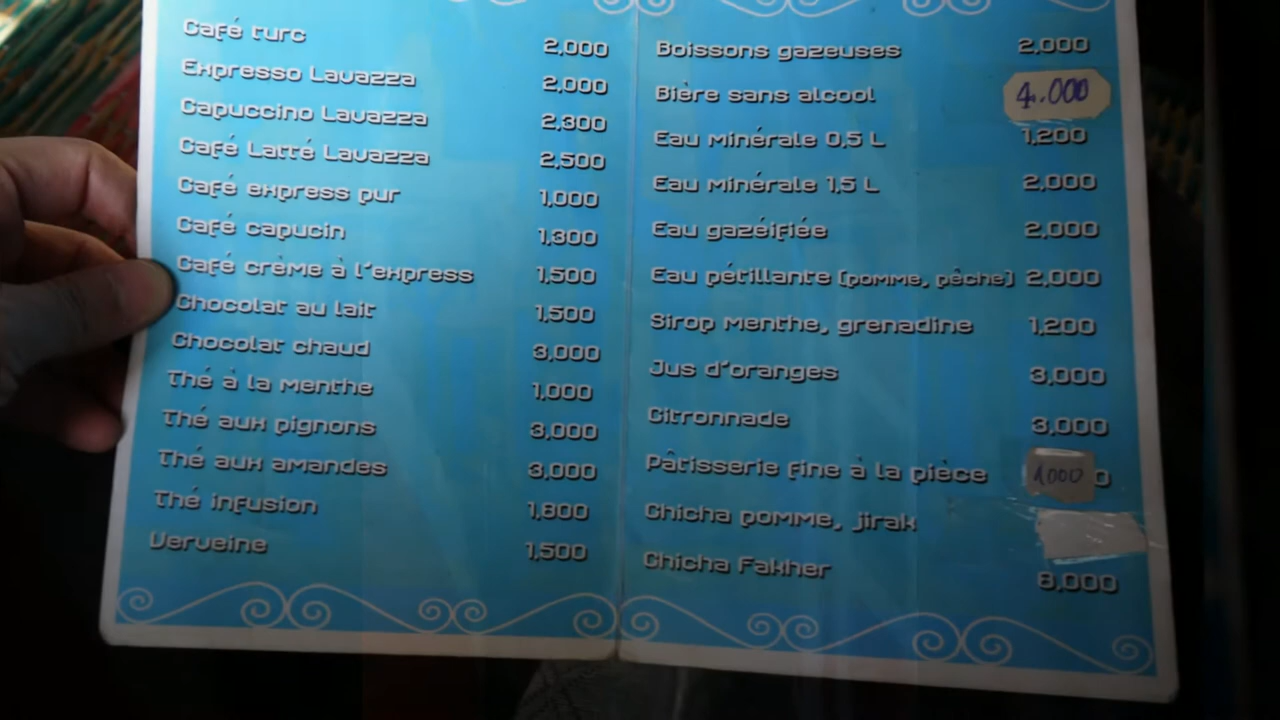 Café turc 2,000
Expresso Lavazza 2,000
Capuccino Lavazza 2,300
Café Latté Lavazza 2,500
Café express pur 1,000
Café capucin 1,300
Café crème à l'express 1,500
Chocolat au lait 1,500
Chocolat chaud 3,000
Thé à la menthe 1,000
Thé aux pignons 3,000
Thé aux amandes 3,000
Thé infusion 1,800
Verveine 1,500
Boissons gazeuses 2,000
Bière sans alcool 4.000
Eau minérale 0,5 L 1,200
Eau minérale 1,5 L 2,000
Eau gazéifiée 2,000
Eau pétillante (pomme, pêche) 2,000
Sirop menthe, grenadine 1,200
Jus d'oranges 3,000
Citronnade 3,000
Pâtisserie fine à la pièce
Chicha pomme, jirak
Chicha Fakher 8,000